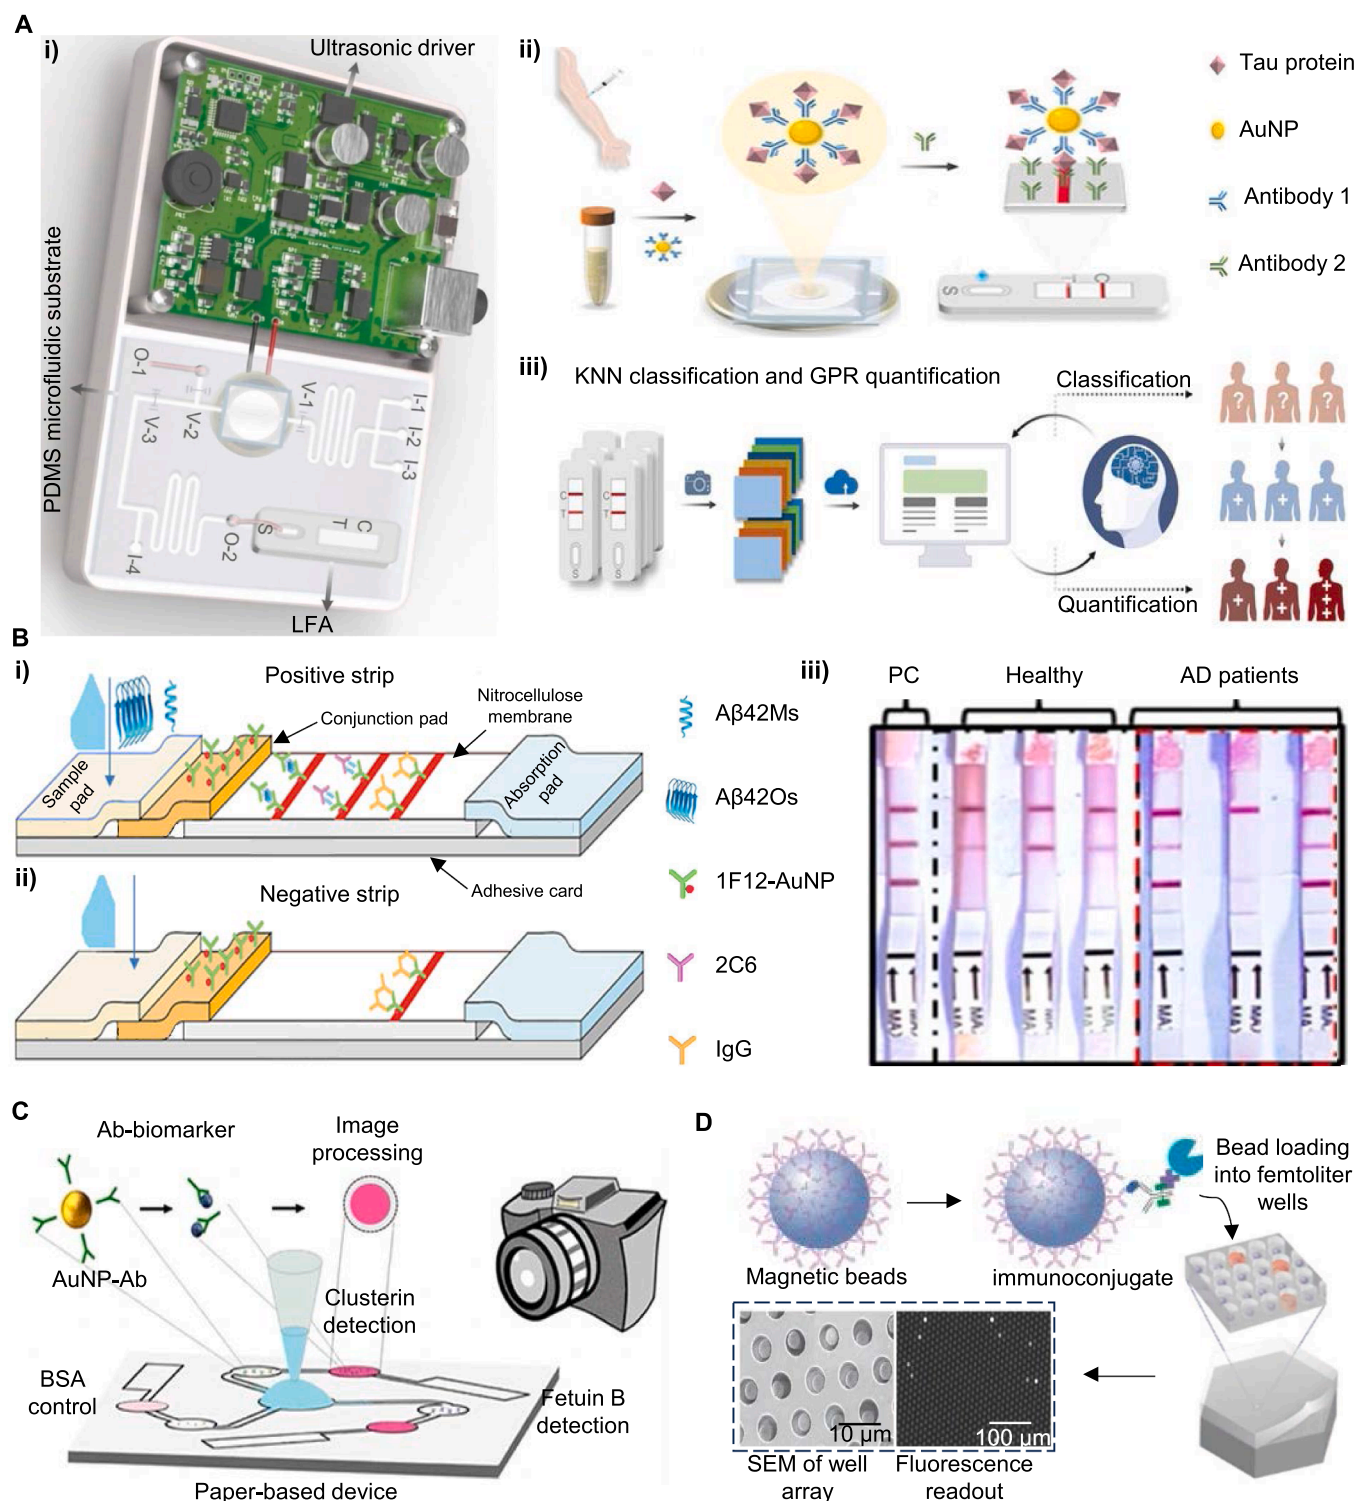 A
i)
Ultrasonic driver
PDMS microfluidic substrate
O-1
V-3
V-2
V-1
I-1
I-2
I-3
I-4
O-2
S
C
T
LFA
ii)
S
T
C
Tau protein
AuNP
Antibody 1
Antibody 2
iii)
KNN classification and GPR quantification
C
T
S
C
T
S
Classification
Quantification
?
?
?
+
+
+
+
+
+
+
+
+
B
i)
Positive strip
Conjunction pad
Nitrocellulose
membrane
Sample
pad
Absorption
pad
Adhesive card
ii)
Negative strip
Aβ42Ms
Aβ42Os
1F12-AuNP
2C6
IgG
iii)
PC
Healthy
AD patients
MA
MA
C
Ab-biomarker
Image
processing
AuNP-Ab
Clusterin
detection
BSA
control
Fetuin B
detection
Paper-based device
D
Magnetic beads
immunoconjugate
Bead loading
into femtoliter
wells
10 µm
100 µm
SEM of well
array
Fluorescence
readout